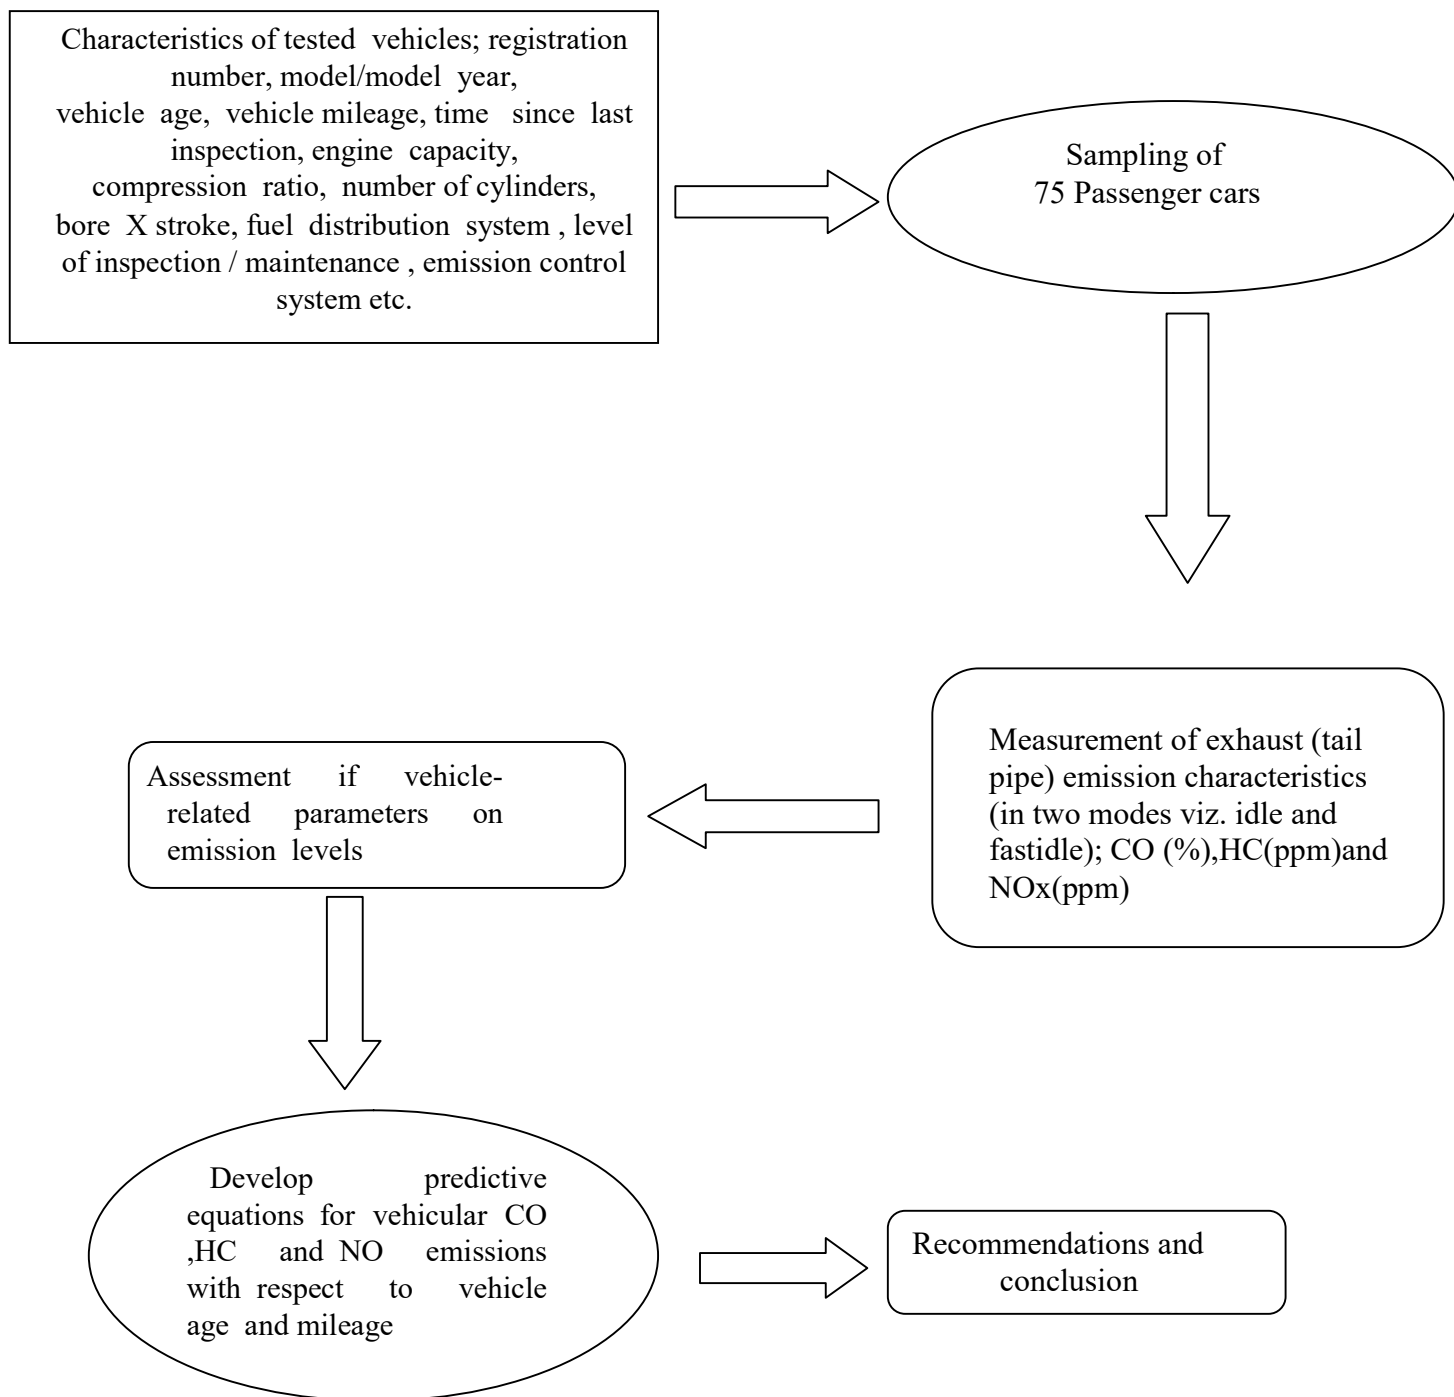 Characteristics of tested vehicles; registration
number, model/model year,
vehicle age, vehicle mileage, time since last
inspection, engine capacity,
compression ratio, number of cylinders,
bore X stroke, fuel distribution system , level
of inspection / maintenance , emission control
system etc.
Sampling of
75 Passenger cars
Measurement of exhaust (tail
pipe) emission characteristics
(in two modes viz. idle and
fastidle); CO (%),HC(ppm)and
NOx(ppm)
Assessment if vehicle-
related parameters on
emission levels
Develop predictive
equations for vehicular CO
,HC and NO emissions
with respect to vehicle
age and mileage
Recommendations and
conclusion